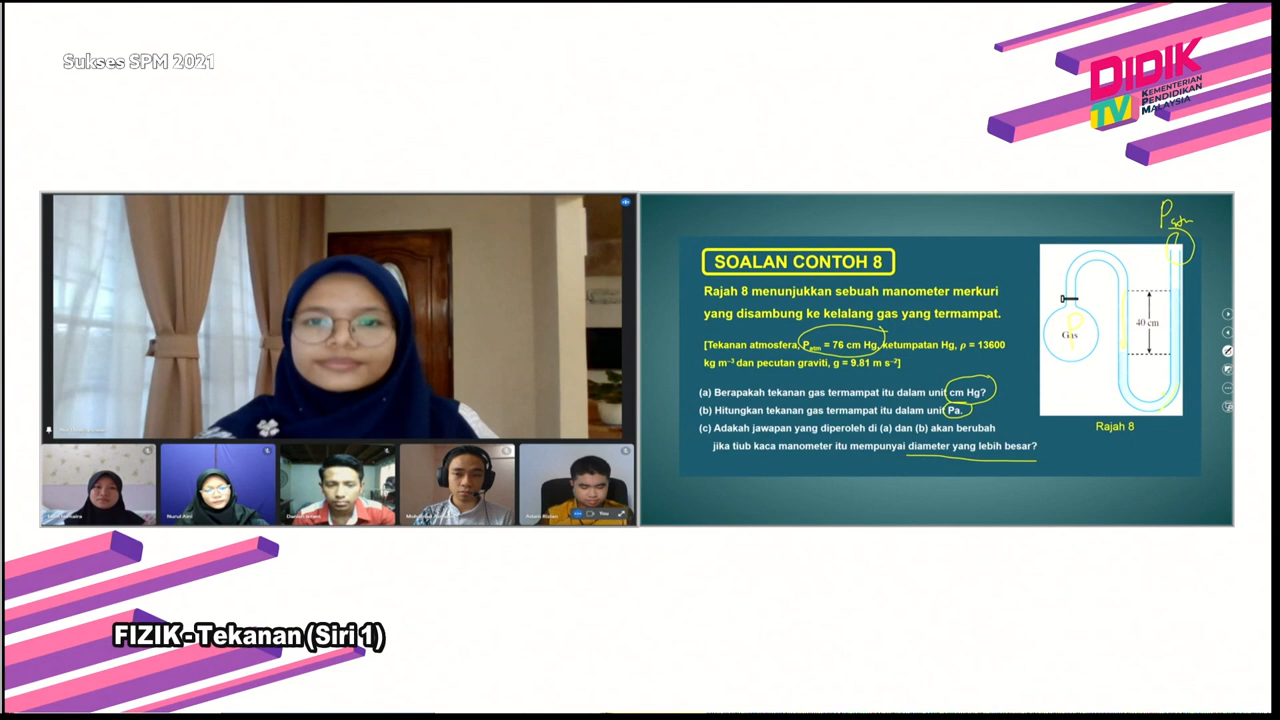 Sukses SPM 2021
DIDIK
TV
KEMENTERIAN
PENDIDIKAN
MALAYSIA
SOALAN CONTOH 8
Rajah 8 menunjukkan sebuah manometer merkuri
yang disambung ke kelalang gas yang termampat.
[Tekanan atmosfera, Patm = 76 cm Hg, ketumpatan Hg, ρ = 13600
kg m⁻³ dan pecutan graviti, g = 9.81 m s⁻²]
(a) Berapakah tekanan gas termampat itu dalam unit cm Hg?
(b) Hitungkan tekanan gas termampat itu dalam unit Pa.
(c) Adakah jawapan yang diperoleh di (a) dan (b) akan berubah
jika tiub kaca manometer itu mempunyai diameter yang lebih besar?
Patm
P
Gas
40 cm
Rajah 8
Nurul Aini
You
FIZIK - Tekanan (Siri 1)